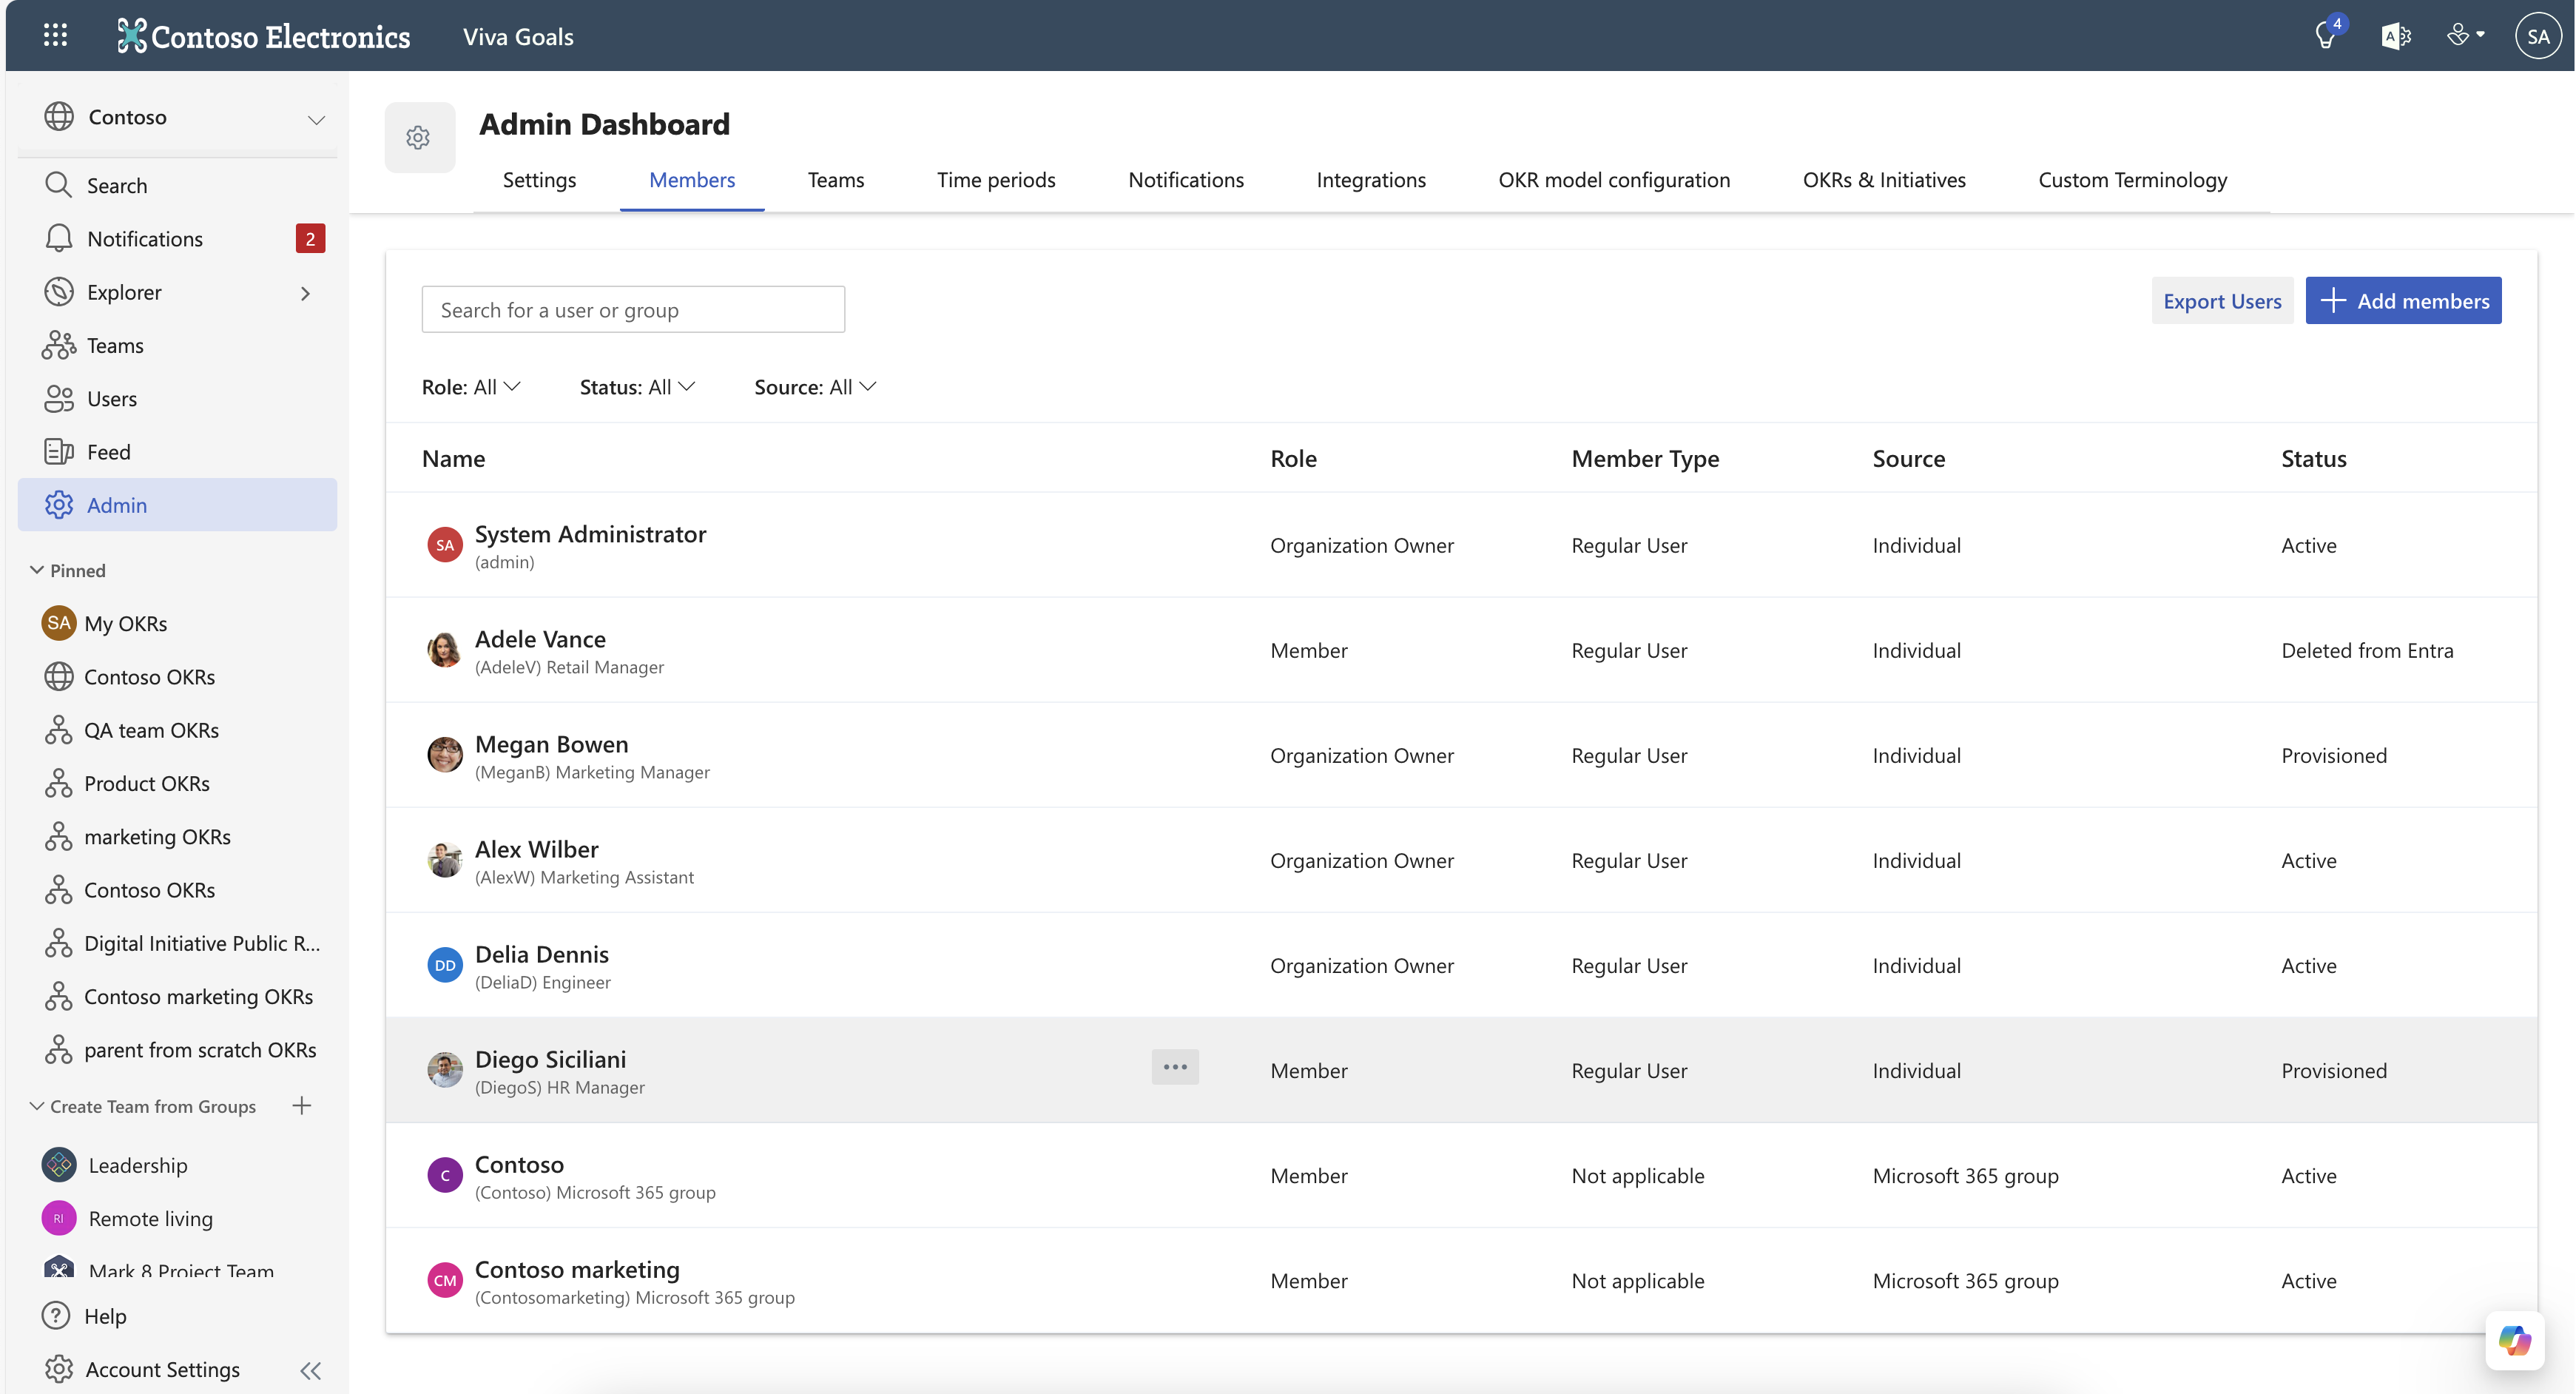 Contoso Electronics
Viva Goals
4
A
SA
Contoso
Search
Notifications
2
Explorer
Teams
Users
Feed
Admin
Pinned
SA
My OKRs
Contoso OKRs
QA team OKRs
Product OKRs
marketing OKRs
Contoso OKRs
Digital Initiative Public R...
Contoso marketing OKRs
parent from scratch OKRs
Create Team from Groups
Leadership
RI
Remote living
Mark 8 Project Team
Help
Account Settings
Admin Dashboard
Settings
Members
Teams
Time periods
Notifications
Integrations
OKR model configuration
OKRs & Initiatives
Custom Terminology
Search for a user or group
Export Users
Add members
Role: All
Status: All
Source: All
Name Role Member Type Source Status
SA
System Administrator
(admin)
Organization Owner Regular User Individual Active
Adele Vance
(AdeleV) Retail Manager
Member Regular User Individual Deleted from Entra
Megan Bowen
(MeganB) Marketing Manager
Organization Owner Regular User Individual Provisioned
Alex Wilber
(AlexW) Marketing Assistant
Organization Owner Regular User Individual Active
DD
Delia Dennis
(DeliaD) Engineer
Organization Owner Regular User Individual Active
Diego Siciliani
(DiegoS) HR Manager
Member Regular User Individual Provisioned
C
Contoso
(Contoso) Microsoft 365 group
Member Not applicable Microsoft 365 group Active
CM
Contoso marketing
(Contosomarketing) Microsoft 365 group
Member Not applicable Microsoft 365 group Active